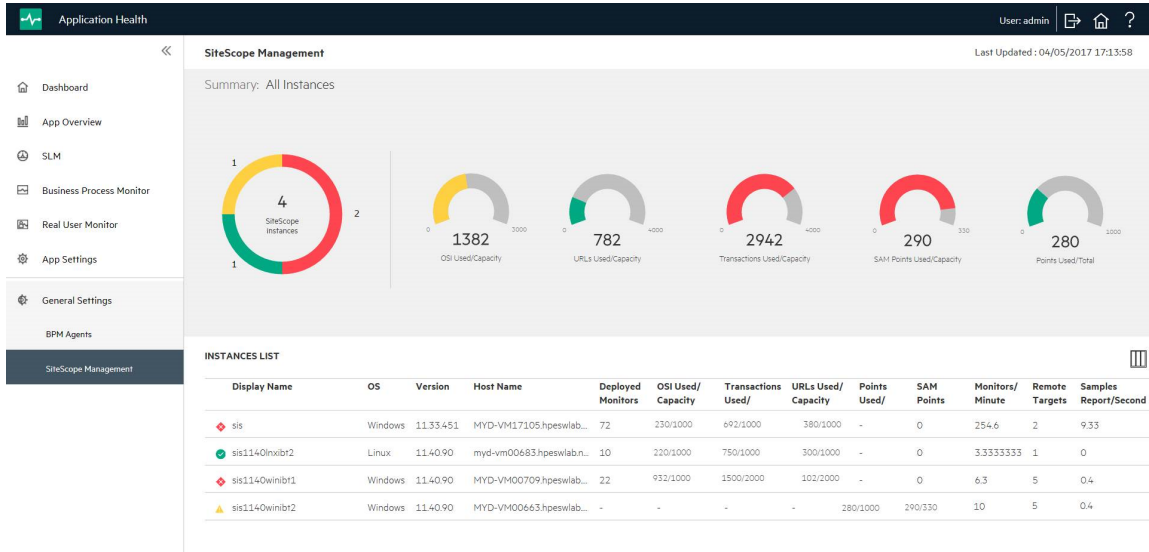 Application Health
User: admin
?
SiteScope Management
Last Updated : 04/05/2017 17:13:58
Dashboard
App Overview
SLM
Business Process Monitor
Real User Monitor
App Settings
General Settings
BPM Agents
SiteScope Management
Summary: All Instances
1
2
1
4
SiteScope
Instances
0 3000
1382
OSI Used/Capacity
0 4000
782
URLs Used/Capacity
0 4000
2942
Transactions Used/Capacity
0 330
290
SAM Points Used/Capacity
0 1000
280
Points Used/Total
INSTANCES LIST
Display Name OS Version Host Name Deployed Monitors OSI Used/ Capacity Transactions Used/ URLs Used/ Capacity Points Used/ SAM Points Monitors/ Minute Remote Targets Samples Report/Second
sis Windows 11.33.451 MYD-VM17105.hpeswlab... 72 230/1000 692/1000 380/1000 - 0 254.6 2 9.33
sis1140lnxibt2 Linux 11.40.90 myd-vm00683.hpeswlab.n... 10 220/1000 750/1000 300/1000 - 0 3.3333333 1 0
sis1140winibt1 Windows 11.40.90 MYD-VM00709.hpeswlab... 22 932/1000 1500/2000 102/2000 - 0 6.3 5 0.4
sis1140winibt2 Windows 11.40.90 MYD-VM00663.hpeswlab... - - - - 280/1000 290/330 10 5 0.4